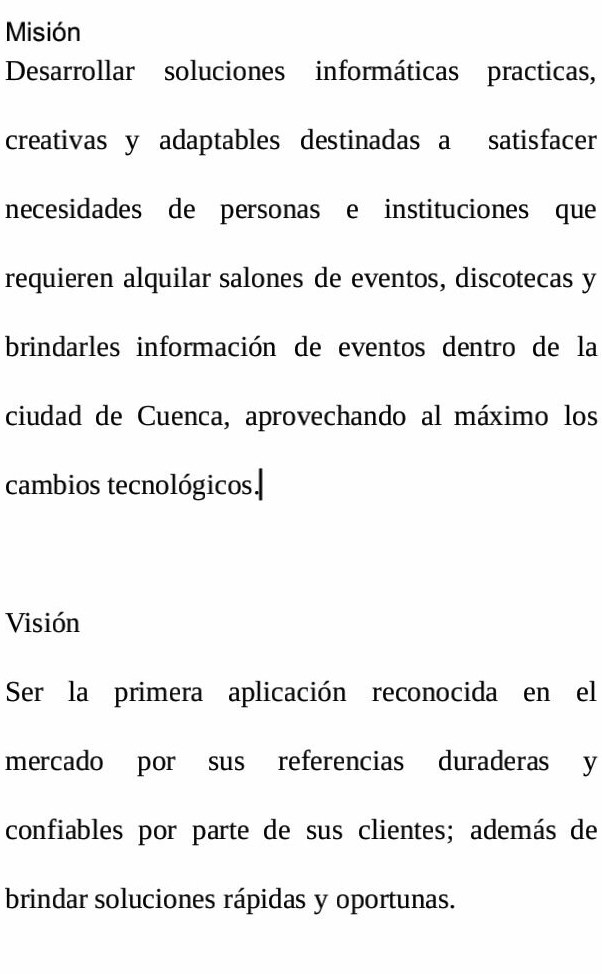 Misión
Desarrollar soluciones informáticas practicas,
creativas y adaptables destinadas a satisfacer
necesidades de personas e instituciones que
requieren alquilar salones de eventos, discotecas y
brindarles información de eventos dentro de la
ciudad de Cuenca, aprovechando al máximo los
cambios tecnológicos.
Visión
Ser la primera aplicación reconocida en el
mercado por sus referencias duraderas y
confiables por parte de sus clientes; además de
brindar soluciones rápidas y oportunas.